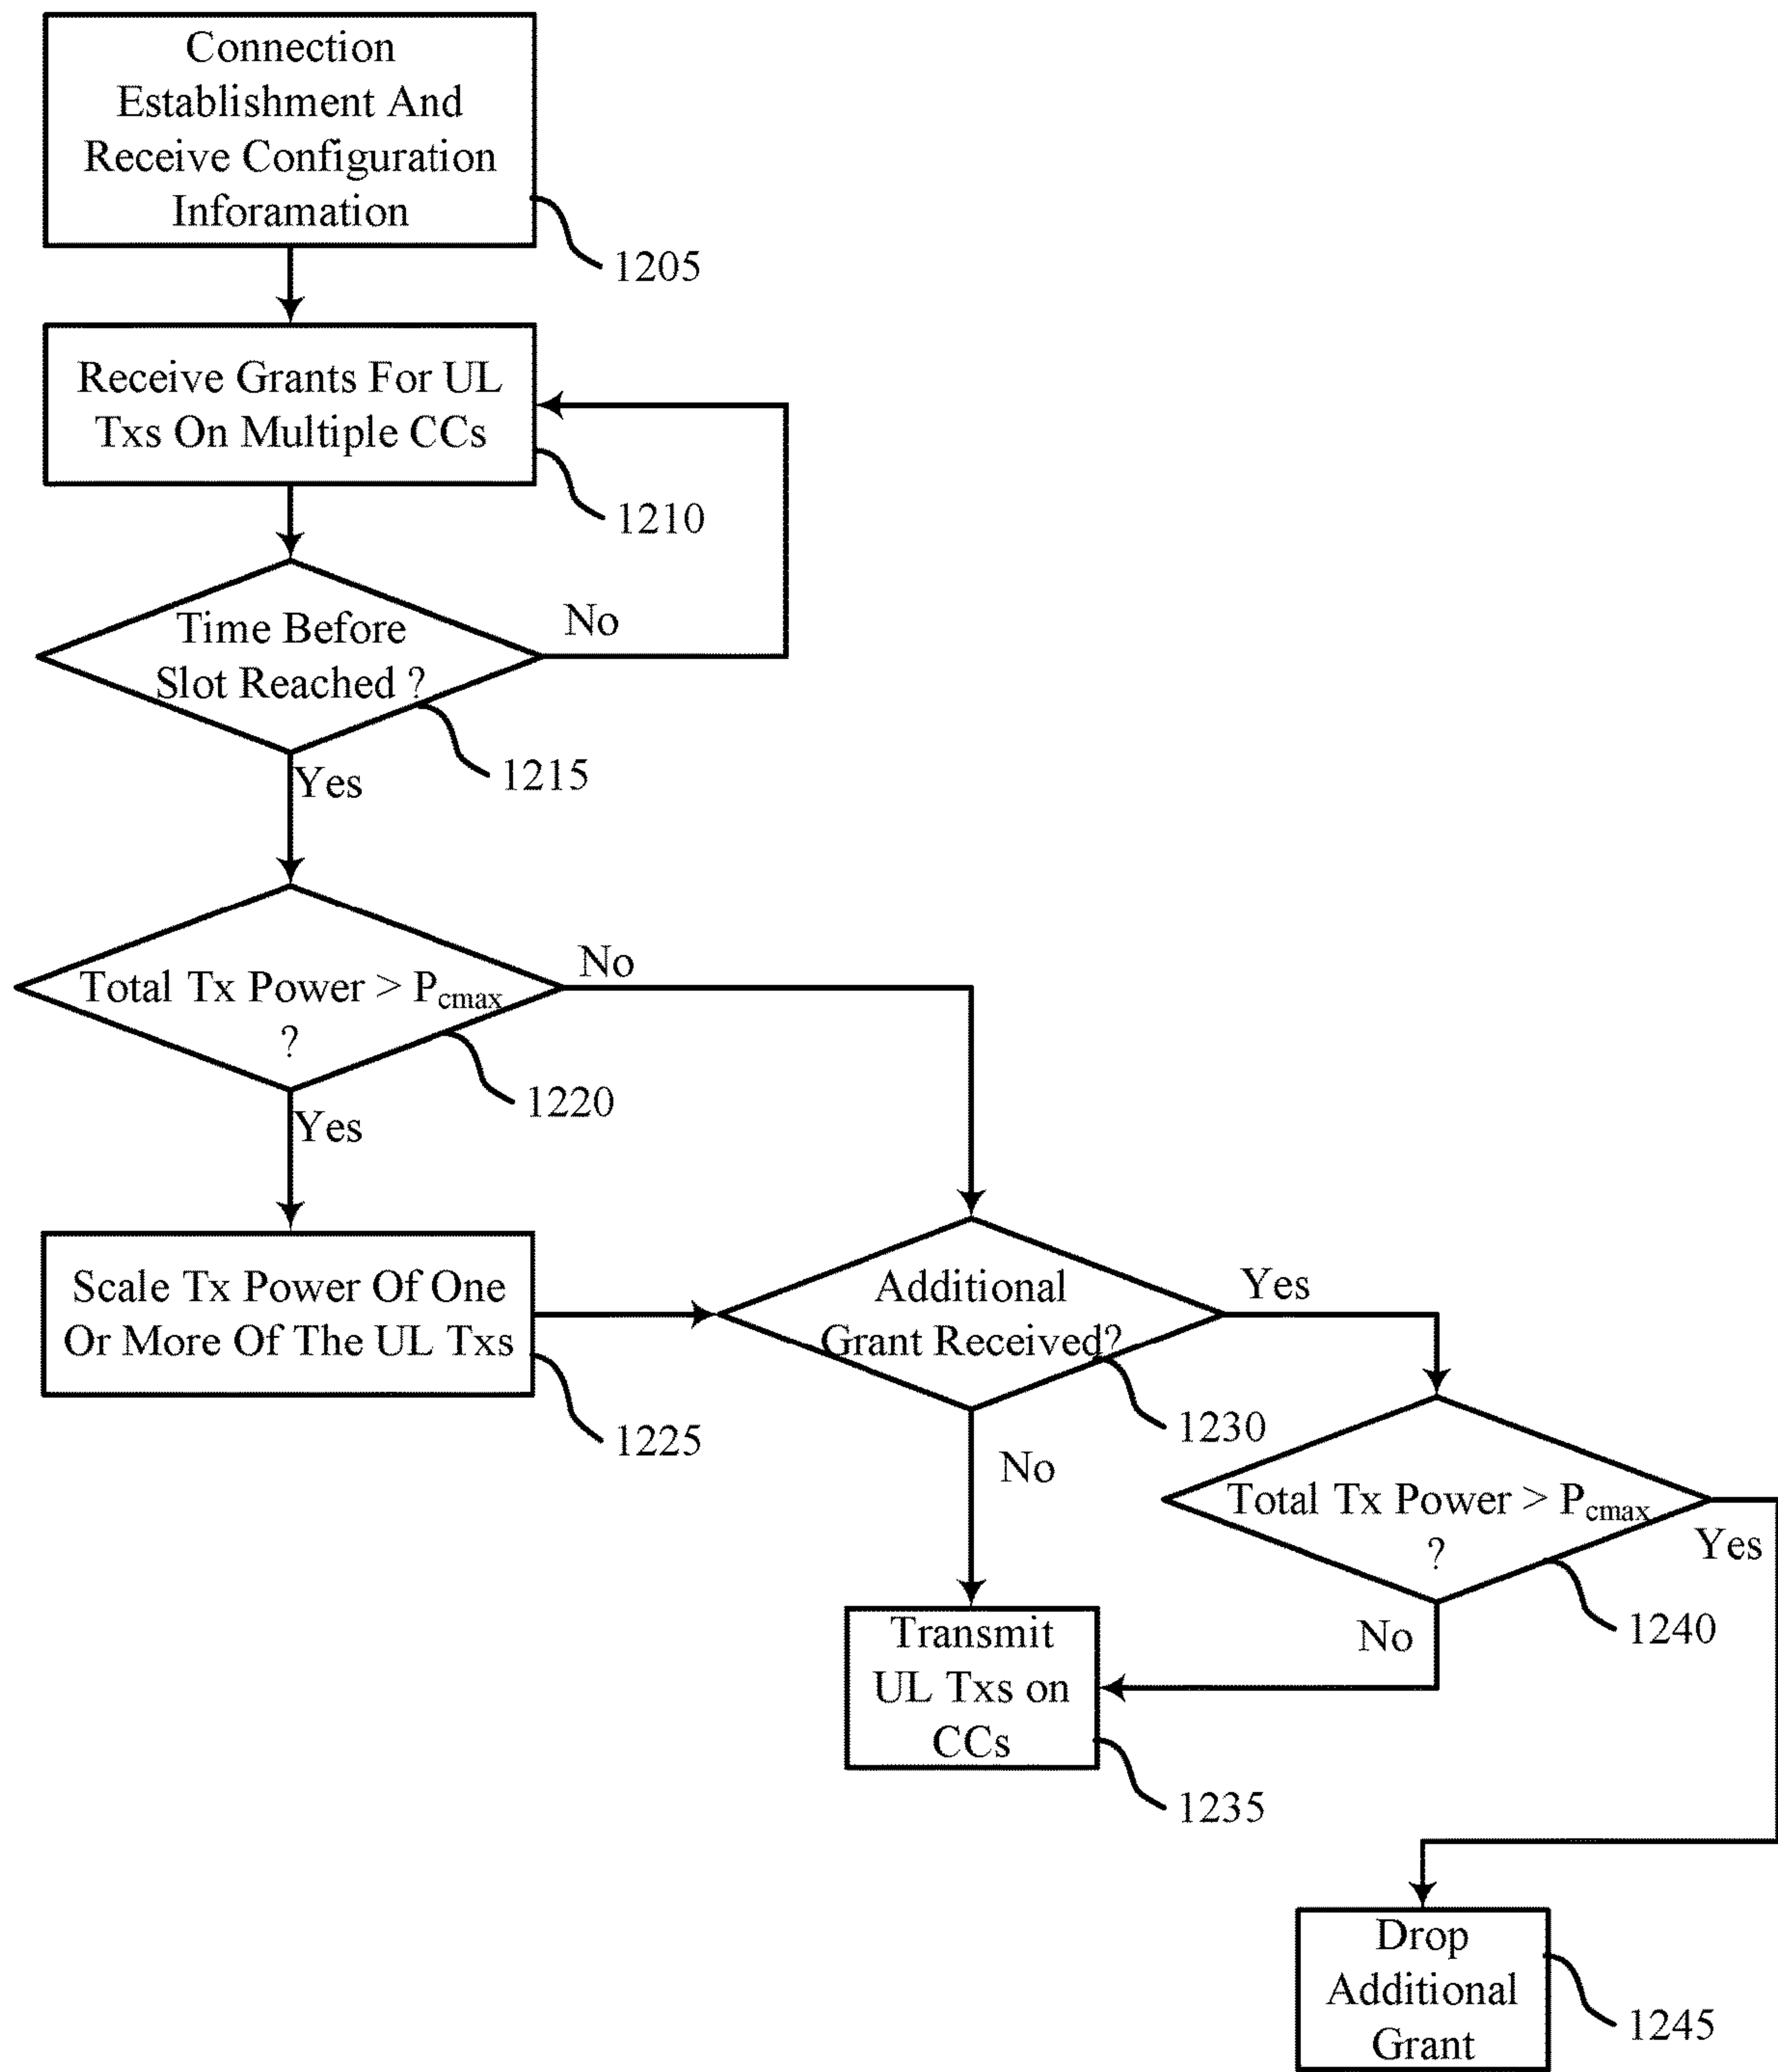 Connection
Establishment And
Receive Configuration
Inforamation
1205
Receive Grants For UL
Txs On Multiple CCs
1210
Time Before
Slot Reached ?
No
1215
Yes
Total Tx Power > Pcmax
?
No
1220
Yes
Scale Tx Power Of One
Or More Of The UL Txs
1225
Additional
Grant Received?
Yes
1230
No
Total Tx Power > Pcmax
?
Yes
1240
No
Transmit
UL Txs on
CCs
1235
Drop
Additional
Grant
1245